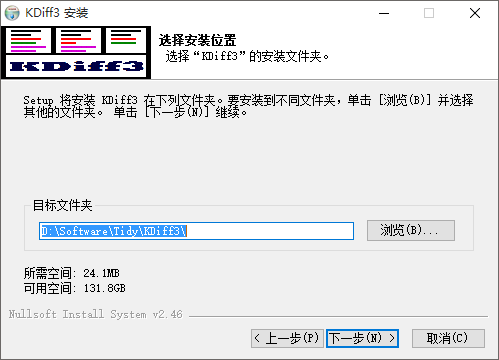 KDiff3 安装
KDiff3
选择安装位置
选择“KDiff3”的安装文件夹。
Setup 将安装 KDiff3 在下列文件夹。要安装到不同文件夹，单击 [浏览(B)] 并选择
其他的文件夹。 单击 [下一步(N)] 继续。
目标文件夹
D:\Software\Tidy\KDiff3\
浏览(B)...
所需空间: 24.1MB
可用空间: 131.8GB
Nullsoft Install System v2.46
< 上一步(P)
下一步(N) >
取消(C)